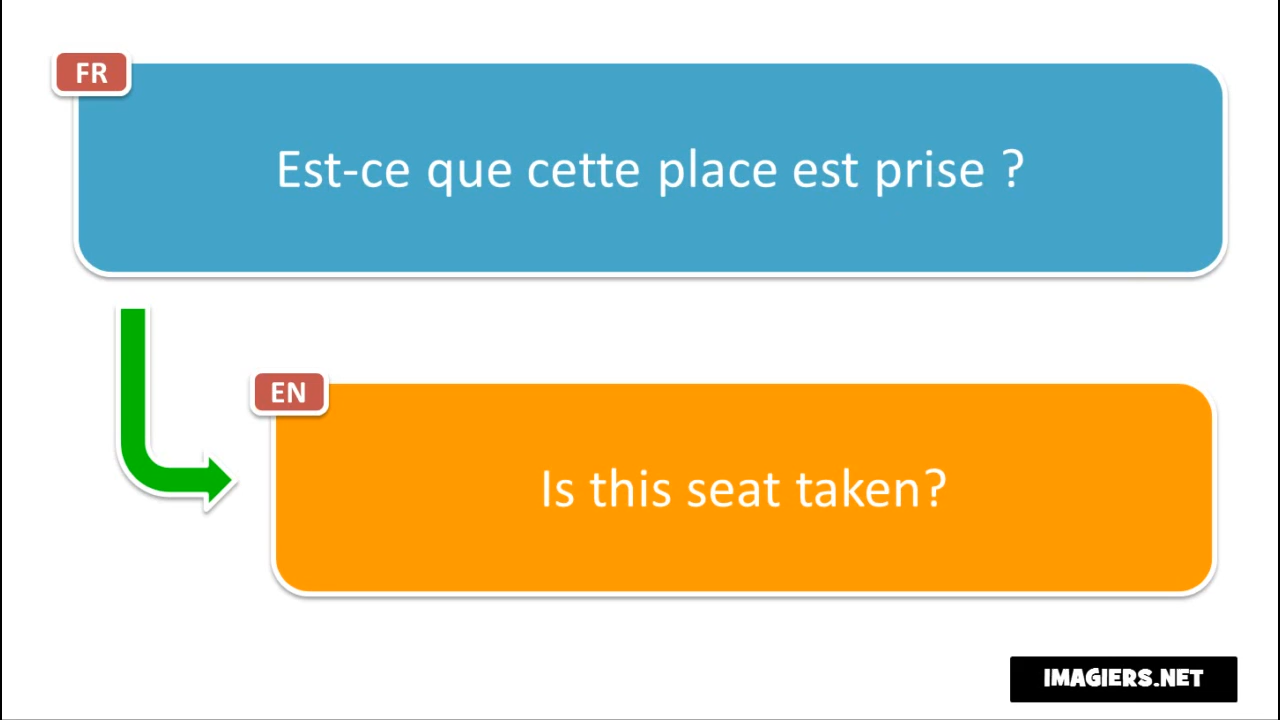 FR
Est-ce que cette place est prise ?
EN
Is this seat taken?
IMAGIERS.NET